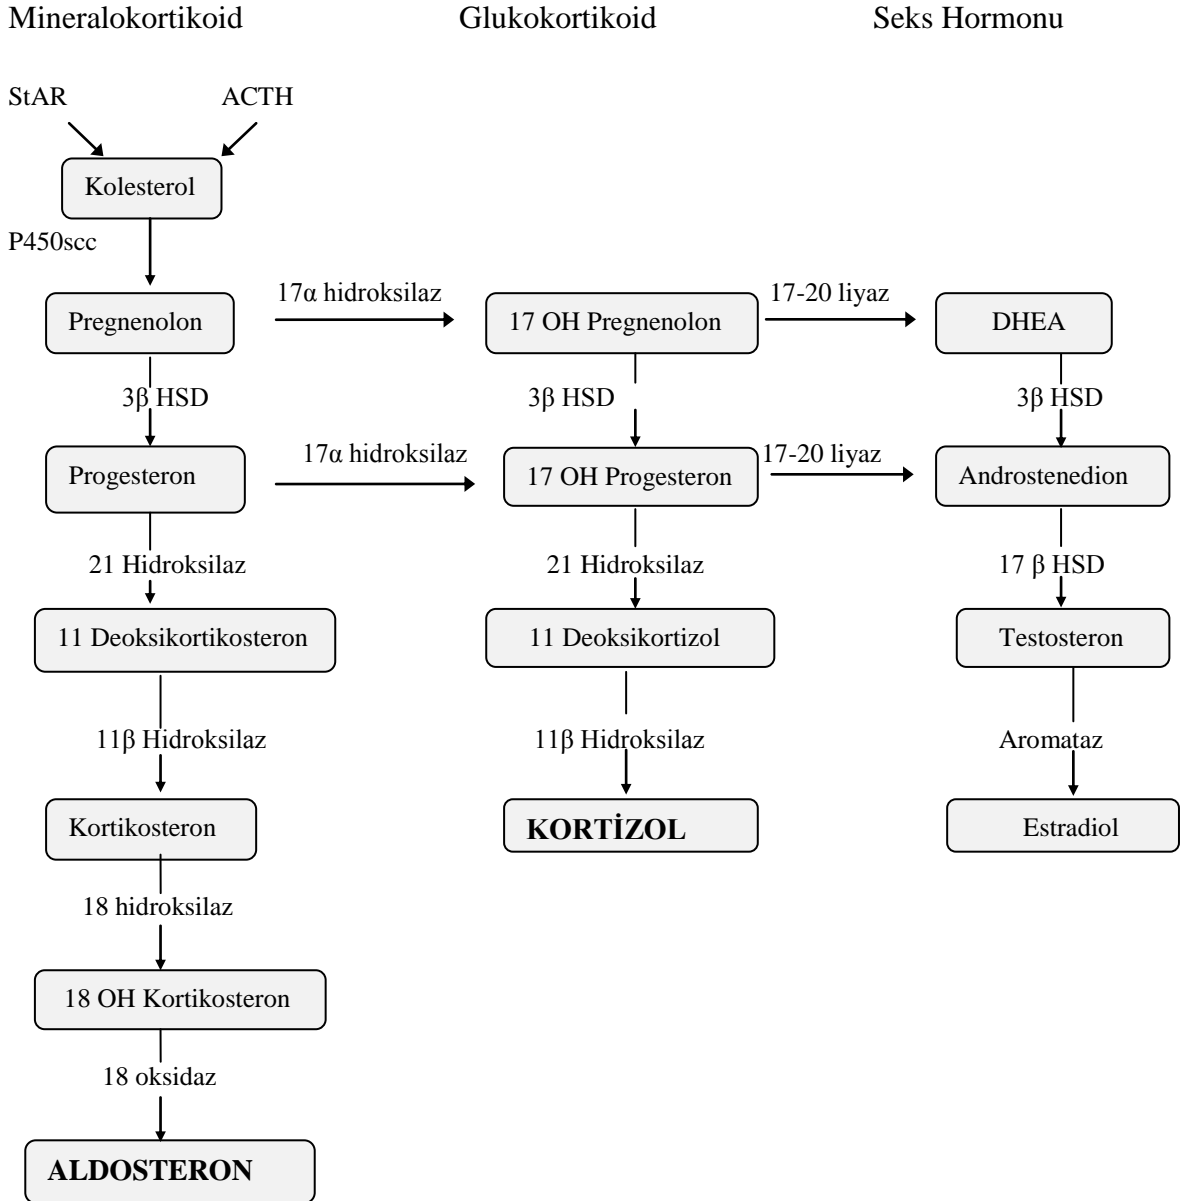 Mineralokortikoid Glukokortikoid Seks Hormonu
StAR ACTH
Kolesterol
P450scc
17α hidroksilaz 17-20 liyaz
Pregnenolon 17 OH Pregnenolon DHEA
3β HSD 3β HSD 3β HSD
17α hidroksilaz 17-20 liyaz
Progesteron 17 OH Progesteron Androstenedion
21 Hidroksilaz 21 Hidroksilaz 17 β HSD
11 Deoksikortikosteron 11 Deoksikortizol Testosteron
11β Hidroksilaz 11β Hidroksilaz Aromataz
Kortikosteron KORTİZOL Estradiol
18 hidroksilaz
18 OH Kortikosteron
18 oksidaz
ALDOSTERON